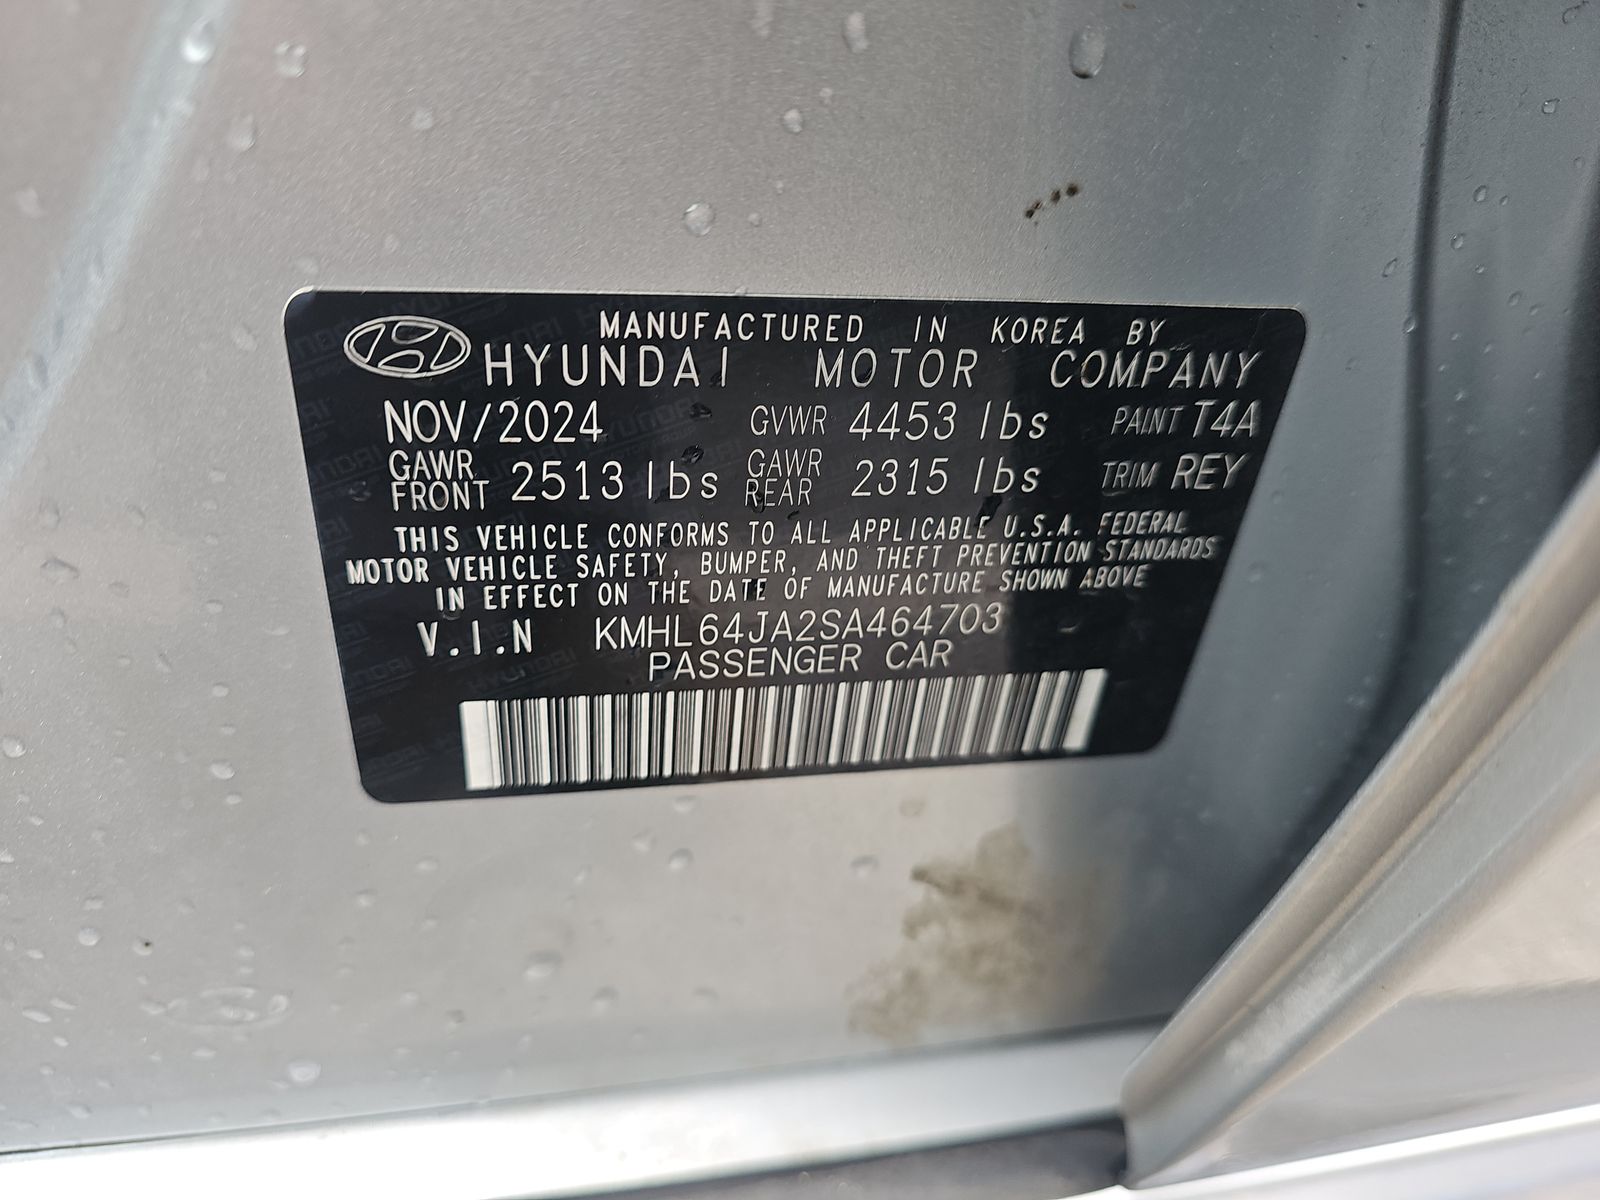 MANUFACTURED IN KOREA BY
HYUNDAI MOTOR COMPANY
NOV/2024 GVWR 4453 lbs PAINT T4A
GAWR FRONT 2513 lbs GAWR REAR 2315 lbs TRIM REY
THIS VEHICLE CONFORMS TO ALL APPLICABLE U.S.A. FEDERAL
MOTOR VEHICLE SAFETY, BUMPER, AND THEFT PREVENTION STANDARDS
IN EFFECT ON THE DATE OF MANUFACTURE SHOWN ABOVE
V.I.N KMHL64JA2SA464703
PASSENGER CAR